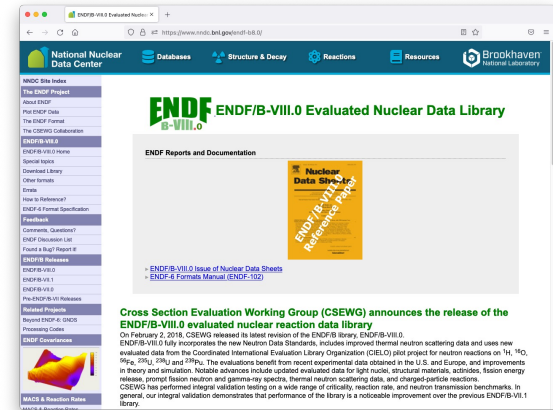 ENDF/B-VIII.0 Evaluated Nuclear
https://www.nndc.bnl.gov/endf-b8.0/
National Nuclear
Data Center
Databases
Structure & Decay
Reactions
Resources
Brookhaven
National Laboratory
NNDC Site Index
The ENDF Project
About ENDF
Plot ENDF Data
The ENDF Format
The CSEWG Collaboration
ENDF/B-VIII.0
ENDF/B-VIII.0 Home
Special topics
Download Library
Other formats
Errata
How to Reference?
ENDF-6 Format Specification
Feedback
Comments, Questions?
ENDF Discussion List
Found a Bug? Report it!
ENDF/B Releases
ENDF/B-VIII.0
ENDF/B-VII.1
ENDF/B-VII.0
Pre-ENDF/B-VII Releases
Related Projects
Beyond ENDF-6: GNDS
Processing Codes
ENDF Covariances
MACS & Reaction Rates
ENDF
B-VIII.0
ENDF/B-VIII.0 Evaluated Nuclear Data Library
ENDF Reports and Documentation
Nuclear
Data Sheets
ENDF/B-VIII.0
Reference Paper
» ENDF/B-VIII.0 Issue of Nuclear Data Sheets
» ENDF-6 Formats Manual (ENDF-102)
Cross Section Evaluation Working Group (CSEWG) announces the release of the
ENDF/B-VIII.0 evaluated nuclear reaction data library
On February 2, 2018, CSEWG released its latest revision of the ENDF/B library, ENDF/B-VIII.0.
ENDF/B-VIII.0 incorporates the new Neutron Data Standards, includes improved thermal neutron scattering data and uses new
evaluated data from the Coordinated International Evaluation Library Organization (CIELO) pilot project for neutron reactions on ¹H, ¹⁶O,
⁵⁶Fe, ²³⁵U, ²³⁸U and ²³⁹Pu. The evaluations benefit from recent experimental data obtained in the U.S. and Europe, and improvements
in theory and simulation. Notable advances include updated evaluated data for light nuclei, structural materials, actinides, fission energy
release, prompt fission neutron and gamma-ray spectra, thermal neutron scattering data, and charged-particle reactions.
CSEWG has performed integral validation testing on a wide range of criticality, reaction rate, and neutron transmission benchmarks. In
general, our integral validation demonstrates that performance of the library is a noticeable improvement over the previous ENDF/B-VII.1
library.